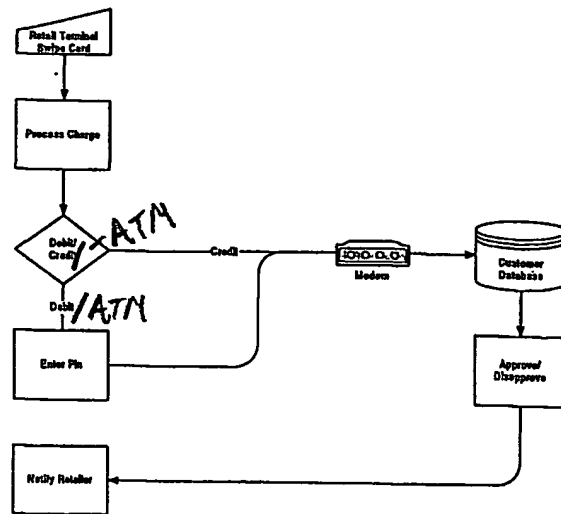 Retail Terminal
Swipe Card
Process Charge
Debit/
Credit/ATM
Credit
Modem
Customer
Database
Debit/ATM
Enter Pin
Approve/
Disapprove
Notify Retailer